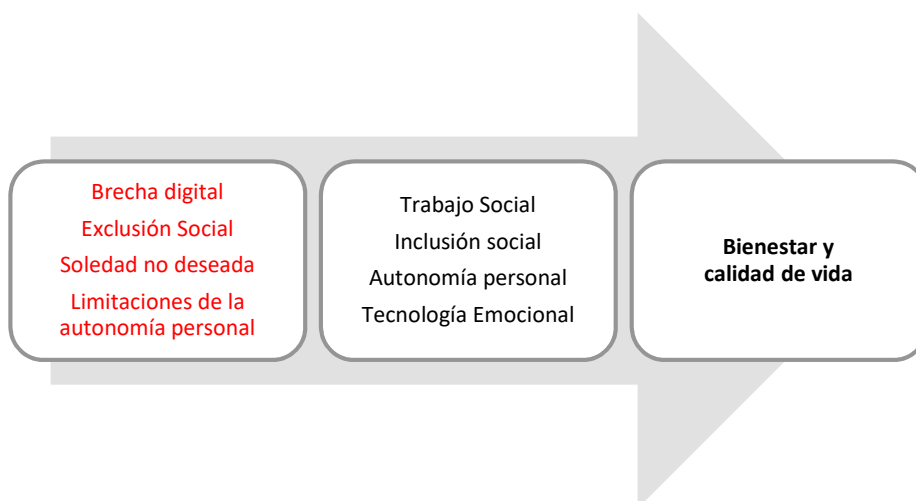 Brecha digital
Exclusión Social
Soledad no deseada
Limitaciones de la
autonomía personal
Trabajo Social
Inclusión social
Autonomía personal
Tecnología Emocional
Bienestar y
calidad de vida